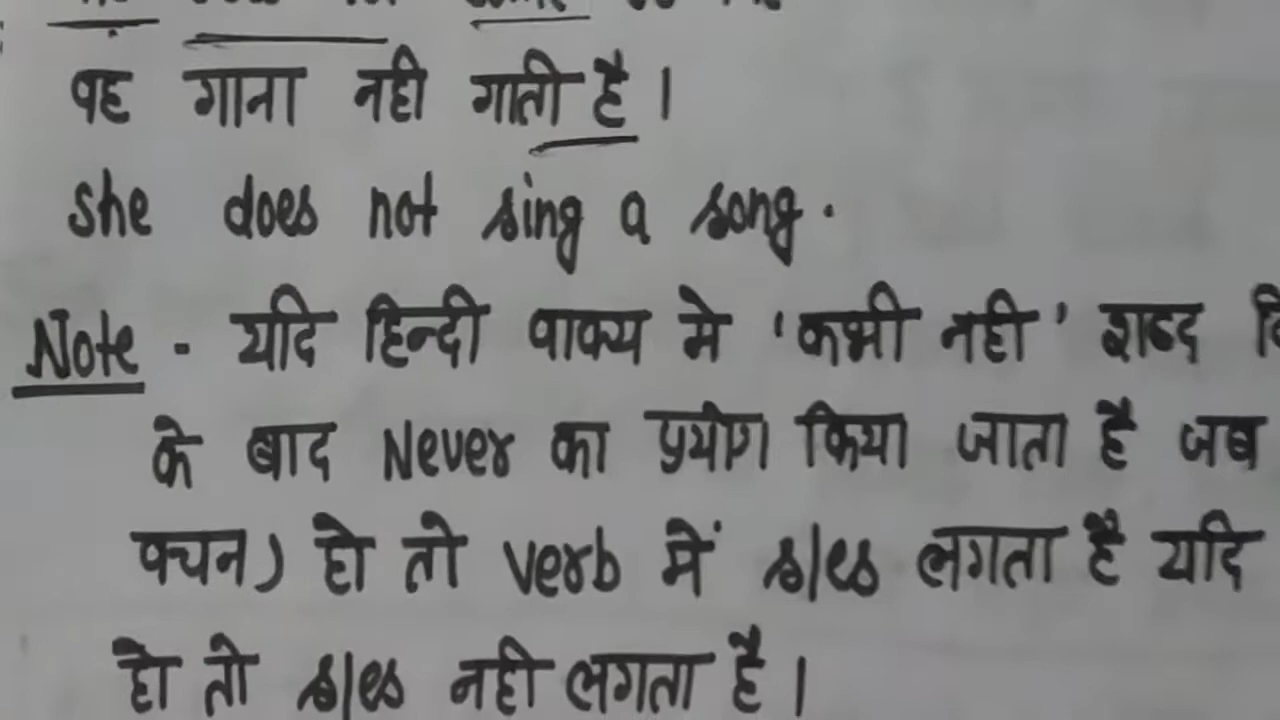 वह गाना नही गाती है।
she does not sing a song.
Note - यदि हिन्दी वाक्य मे 'कभी नही' शब्द
के बाद Never का प्रयोग किया जाता है जब
वचन) हो तो verb में s/es लगता है यदि
हो तो s/es नही लगता है।